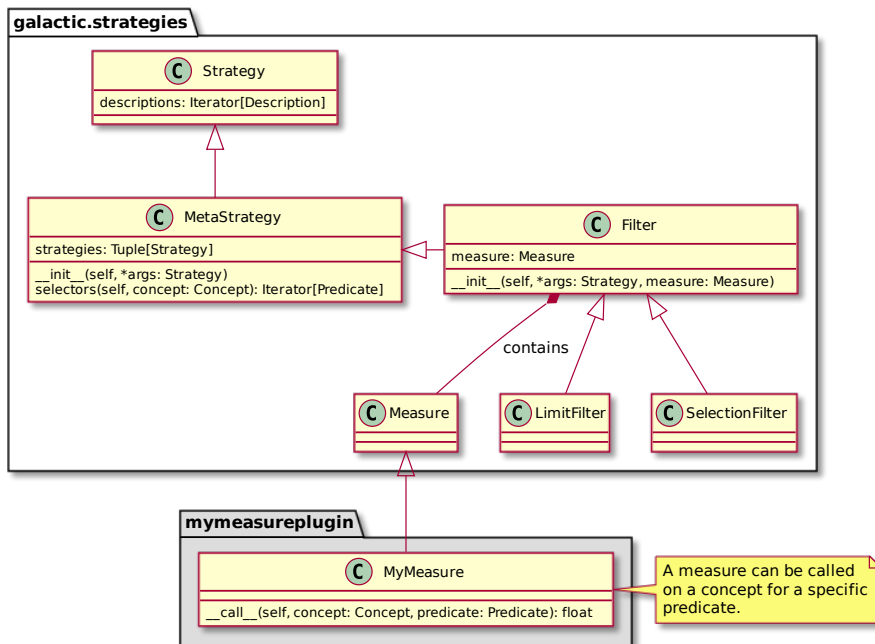 galactic.strategies
C Strategy
descriptions: Iterator[Description]
C MetaStrategy
strategies: Tuple[Strategy]
__init__(self, *args: Strategy)
selectors(self, concept: Concept): Iterator[Predicate]
C Filter
measure: Measure
__init__(self, *args: Strategy, measure: Measure)
contains
C Measure
C LimitFilter
C SelectionFilter
mymeasureplugin
C MyMeasure
__call__(self, concept: Concept, predicate: Predicate): float
A measure can be called
on a concept for a specific
predicate.